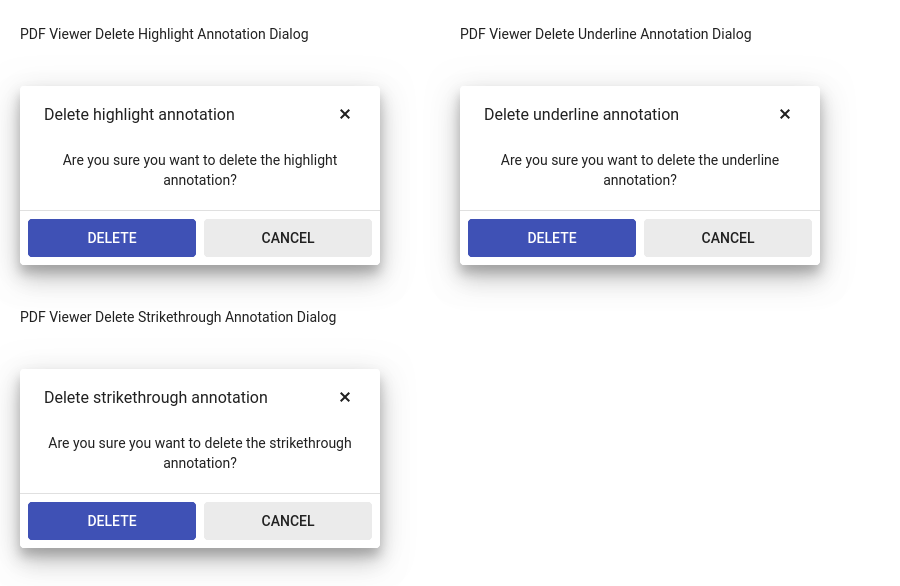 PDF Viewer Delete Highlight Annotation Dialog
Delete highlight annotation
Are you sure you want to delete the highlight
annotation?
DELETE
CANCEL
PDF Viewer Delete Underline Annotation Dialog
Delete underline annotation
Are you sure you want to delete the underline
annotation?
DELETE
CANCEL
PDF Viewer Delete Strikethrough Annotation Dialog
Delete strikethrough annotation
Are you sure you want to delete the strikethrough
annotation?
DELETE
CANCEL